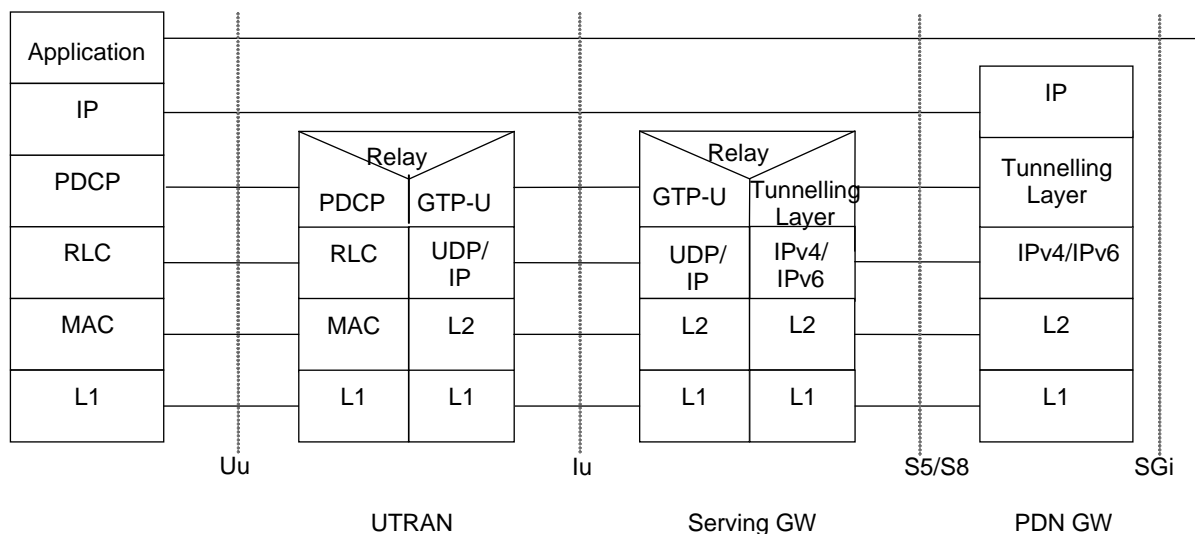 Application
IP
PDCP
RLC
MAC
L1
Relay
PDCP
GTP-U
RLC
UDP/
IP
MAC
L2
L1
L1
Relay
GTP-U
Tunnelling
Layer
UDP/
IP
IPv4/
IPv6
L2
L2
L1
L1
IP
Tunnelling
Layer
IPv4/IPv6
L2
L1
Uu
Iu
S5/S8
SGi
UTRAN
Serving GW
PDN GW